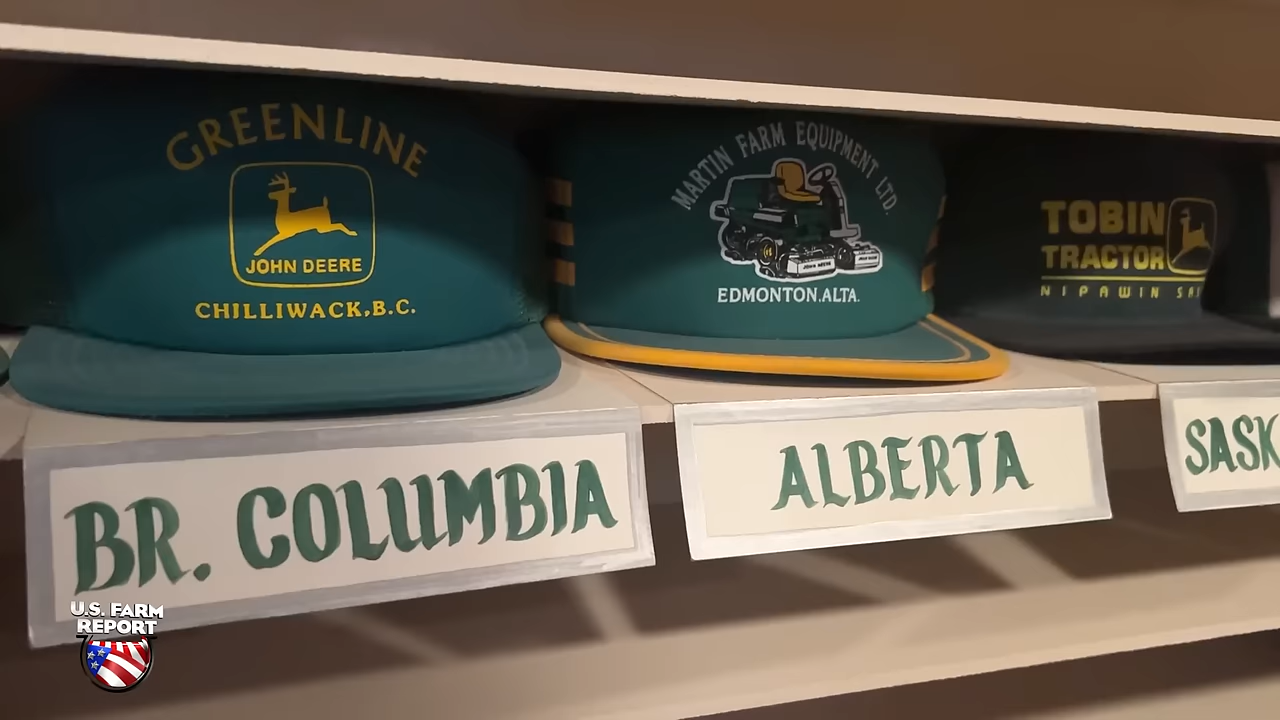 GREENLINE
JOHN DEERE
CHILLIWACK, B.C.
MARTIN FARM EQUIPMENT LTD.
EDMONTON, ALTA.
TOBIN
TRACTOR
NIPAWIN
BR. COLUMBIA
ALBERTA
SASK
U.S. FARM
REPORT